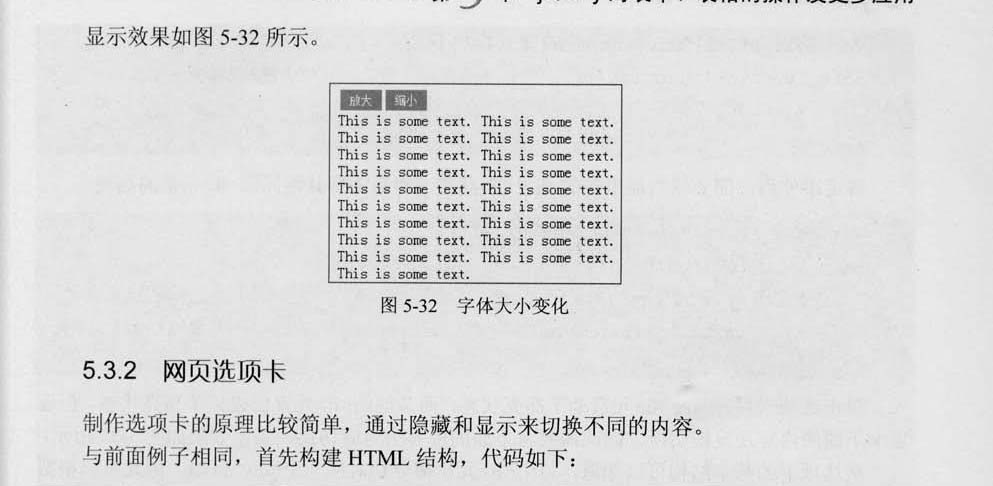 显示效果如图 5-32 所示。
放大 缩小
This is some text. This is some text.
This is some text. This is some text.
This is some text. This is some text.
This is some text. This is some text.
This is some text. This is some text.
This is some text. This is some text.
This is some text. This is some text.
This is some text. This is some text.
This is some text. This is some text.
This is some text.
图 5-32 字体大小变化
5.3.2 网页选项卡
制作选项卡的原理比较简单，通过隐藏和显示来切换不同的内容。
与前面例子相同，首先构建 HTML 结构，代码如下：